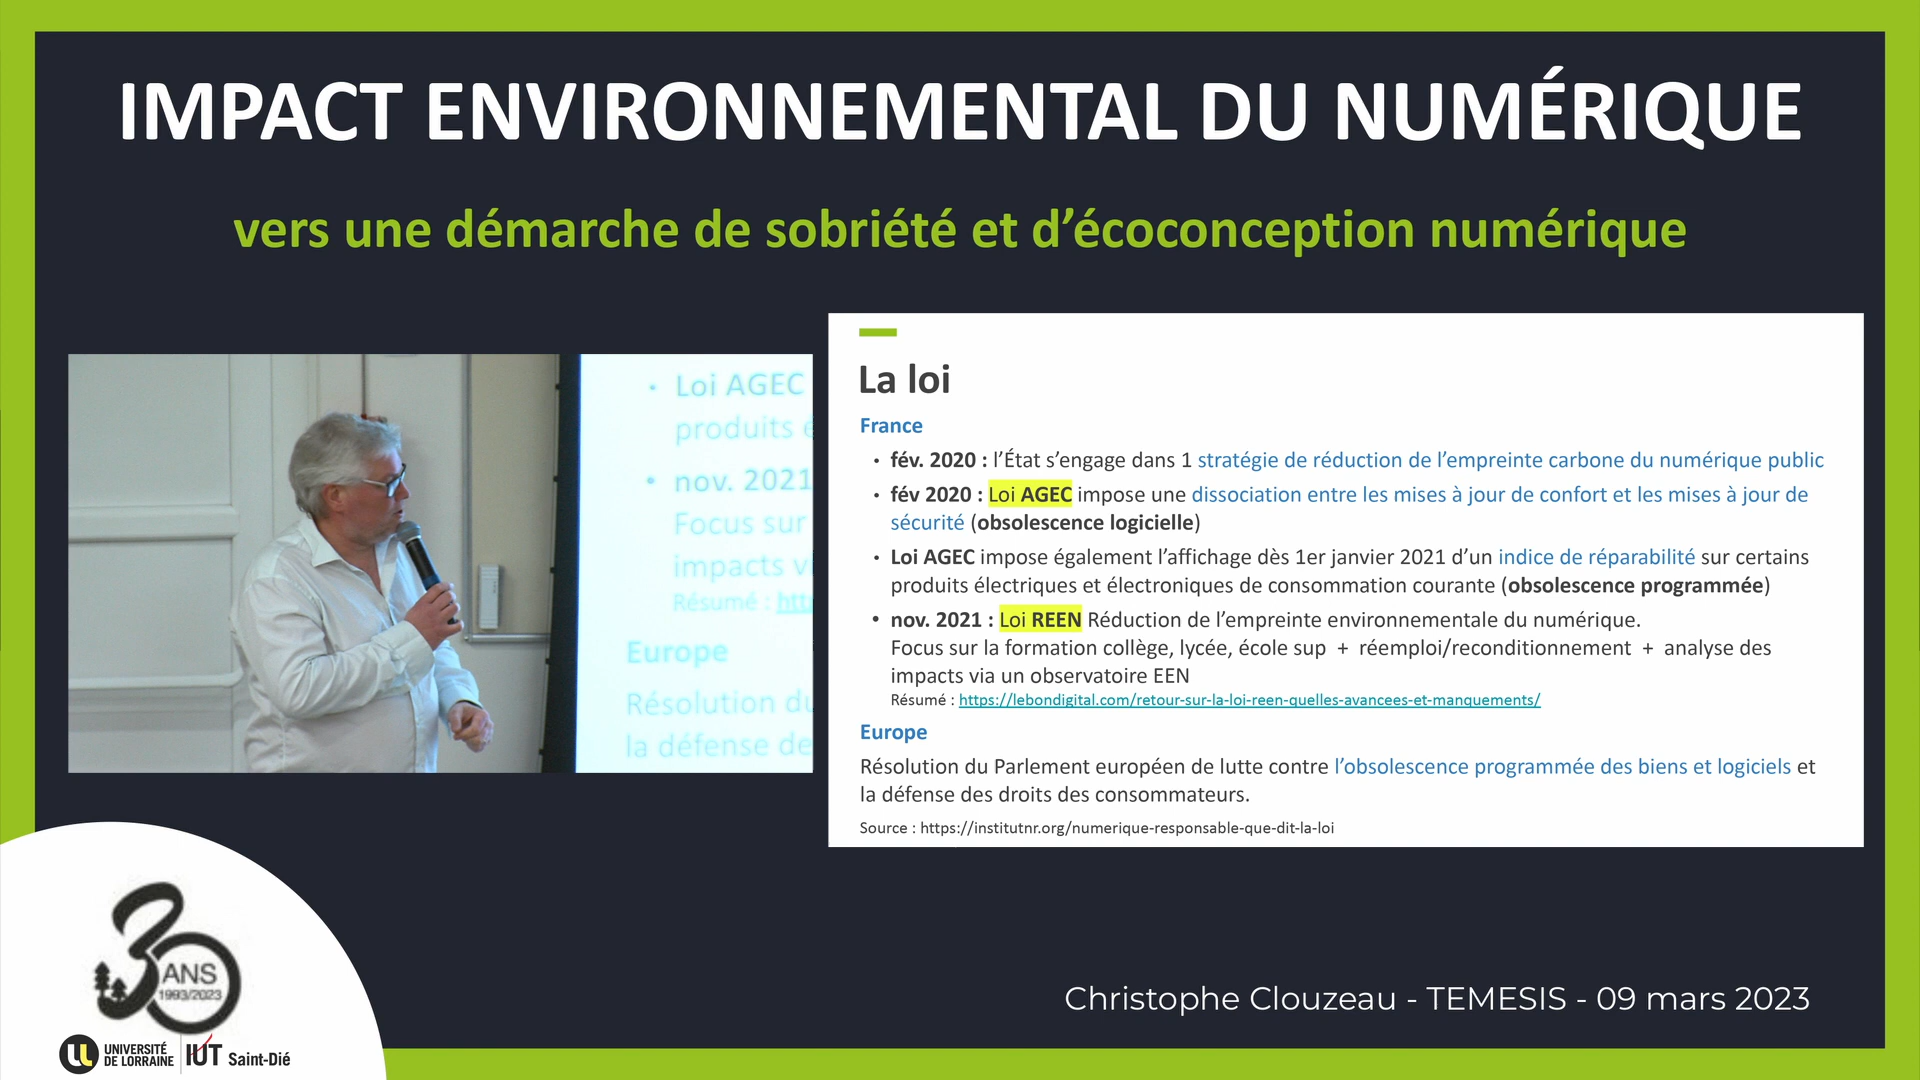 IMPACT ENVIRONNEMENTAL DU NUMÉRIQUE
vers une démarche de sobriété et d’écoconception numérique
• Loi AGEC
produits é
• nov. 2021
Focus sur
impacts vi
Résumé : htt
Europe
Résolution du
la défense de
La loi
France
• fév. 2020 : l’État s’engage dans 1 stratégie de réduction de l’empreinte carbone du numérique public
• fév 2020 : Loi AGEC impose une dissociation entre les mises à jour de confort et les mises à jour de
sécurité (obsolescence logicielle)
• Loi AGEC impose également l’affichage dès 1er janvier 2021 d’un indice de réparabilité sur certains
produits électriques et électroniques de consommation courante (obsolescence programmée)
• nov. 2021 : Loi REEN Réduction de l’empreinte environnementale du numérique.
Focus sur la formation collège, lycée, école sup + réemploi/reconditionnement + analyse des
impacts via un observatoire EEN
Résumé : https://lebondigital.com/retour-sur-la-loi-reen-quelles-avancees-et-manquements/
Europe
Résolution du Parlement européen de lutte contre l’obsolescence programmée des biens et logiciels et
la défense des droits des consommateurs.
Source : https://institutnr.org/numerique-responsable-que-dit-la-loi
30 ANS
1993/2023
UNIVERSITÉ
DE LORRAINE
IUT Saint-Dié
Christophe Clouzeau - TEMESIS - 09 mars 2023